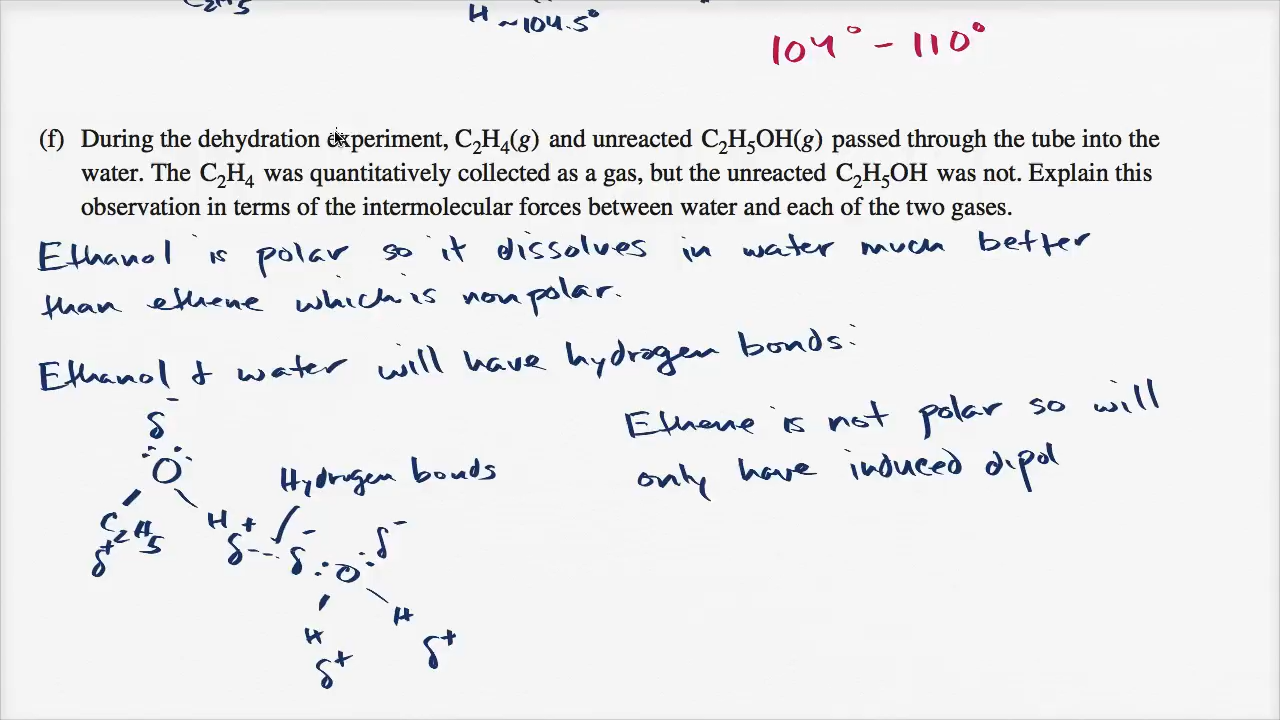 C2H5
H ~104.5°
104° - 110°
(f) During the dehydration experiment, C2H4(g) and unreacted C2H5OH(g) passed through the tube into the
water. The C2H4 was quantitatively collected as a gas, but the unreacted C2H5OH was not. Explain this
observation in terms of the intermolecular forces between water and each of the two gases.
Ethanol is polar so it dissolves in water much better
than ethene which is nonpolar.
Ethanol & water will have hydrogen bonds:
Ethene is not polar so will
only have induced dipol
δ-
O
Hydrogen bonds
C2H5
H
δ+
δ+
δ-
δ-
O
H
H
δ+
δ+